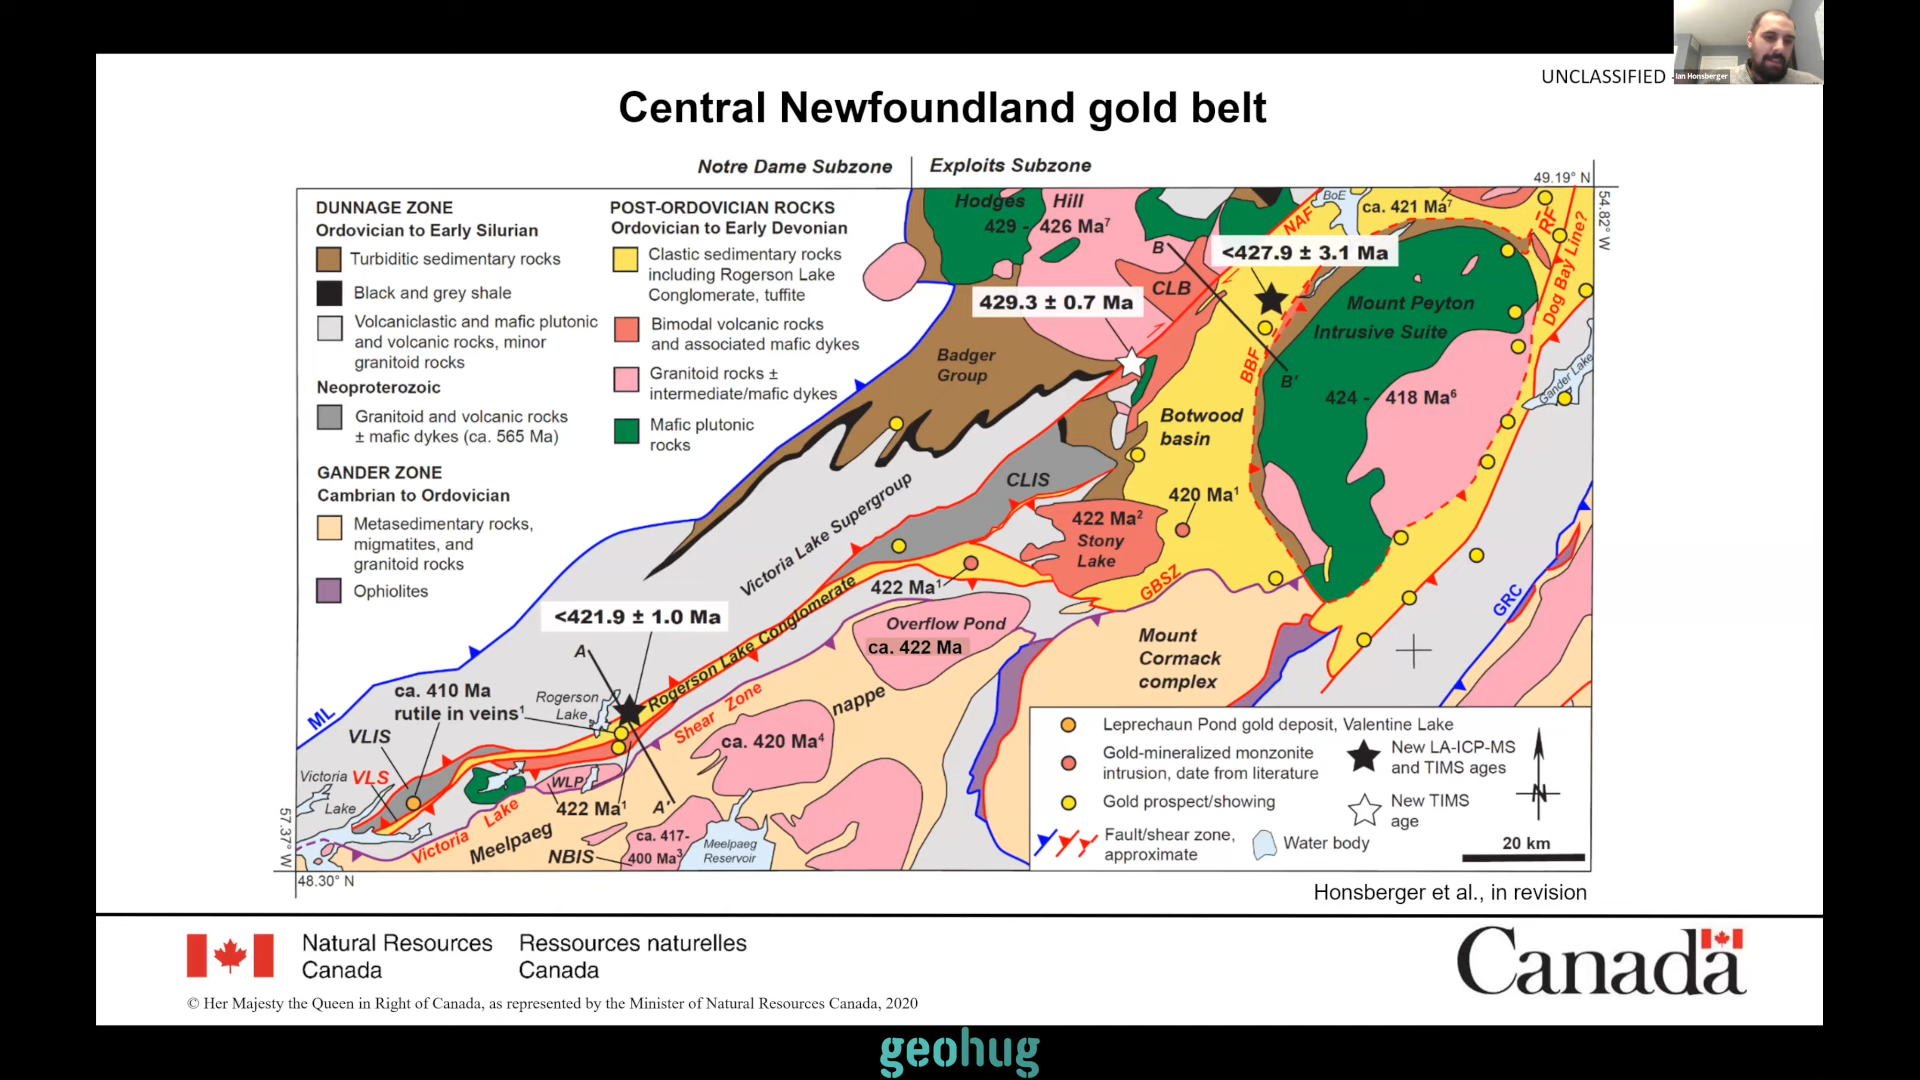 UNCLASSIFIED -
Ian Honsberger
Central Newfoundland gold belt
Notre Dame Subzone
Exploits Subzone
49.19° N
54.82° W
DUNNAGE ZONE
Ordovician to Early Silurian
Turbiditic sedimentary rocks
Black and grey shale
Volcaniclastic and mafic plutonic
and volcanic rocks, minor
granitoid rocks
Neoproterozoic
Granitoid and volcanic rocks
± mafic dykes (ca. 565 Ma)
GANDER ZONE
Cambrian to Ordovician
Metasedimentary rocks,
migmatites, and
granitoid rocks
Ophiolites
POST-ORDOVICIAN ROCKS
Ordovician to Early Devonian
Clastic sedimentary rocks
including Rogerson Lake
Conglomerate, tuffite
Bimodal volcanic rocks
and associated mafic dykes
Granitoid rocks ±
intermediate/mafic dykes
Mafic plutonic
rocks
Hodges Hill
429 - 426 Ma⁷
B
NAF
BoE
ca. 421 Ma⁷
RF
Dog Bay Line?
<427.9 ± 3.1 Ma
CLB
429.3 ± 0.7 Ma
Mount Peyton
Intrusive Suite
Badger
Group
BBF
B'
424 - 418 Ma⁶
Gander Lake
Botwood
basin
CLIS
Victoria Lake Supergroup
420 Ma¹
422 Ma²
Stony
Lake
422 Ma¹
GBSZ
GRC
<421.9 ± 1.0 Ma
Rogerson Lake Conglomerate
Overflow Pond
ca. 422 Ma
Mount
Cormack
complex
A
ca. 410 Ma
rutile in veins¹
Rogerson
Lake
ML
VLIS
nappe
Shear Zone
ca. 420 Ma⁴
Victoria
Lake
VLS
WLP
422 Ma¹
A'
Victoria Lake
Meelpaeg
NBIS
ca. 417-
400 Ma³
Meelpaeg
Reservoir
57.37° W
48.30° N
Leprechaun Pond gold deposit, Valentine Lake
Gold-mineralized monzonite
intrusion, date from literature
Gold prospect/showing
Fault/shear zone,
approximate
New LA-ICP-MS
and TIMS ages
New TIMS
age
Water body
N
20 km
Honsberger et al., in revision
Natural Resources
Canada
Ressources naturelles
Canada
Canada
© Her Majesty the Queen in Right of Canada, as represented by the Minister of Natural Resources Canada, 2020
geohug